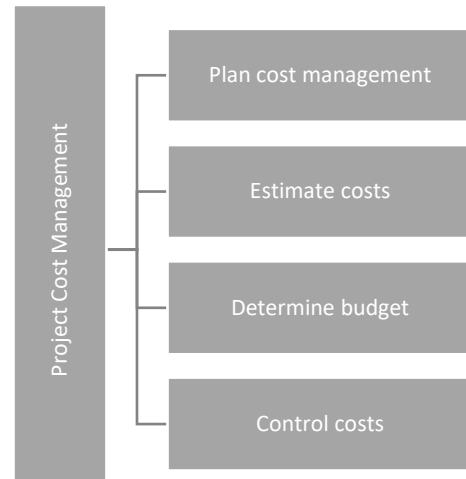 Project Cost Management
Plan cost management
Estimate costs
Determine budget
Control costs